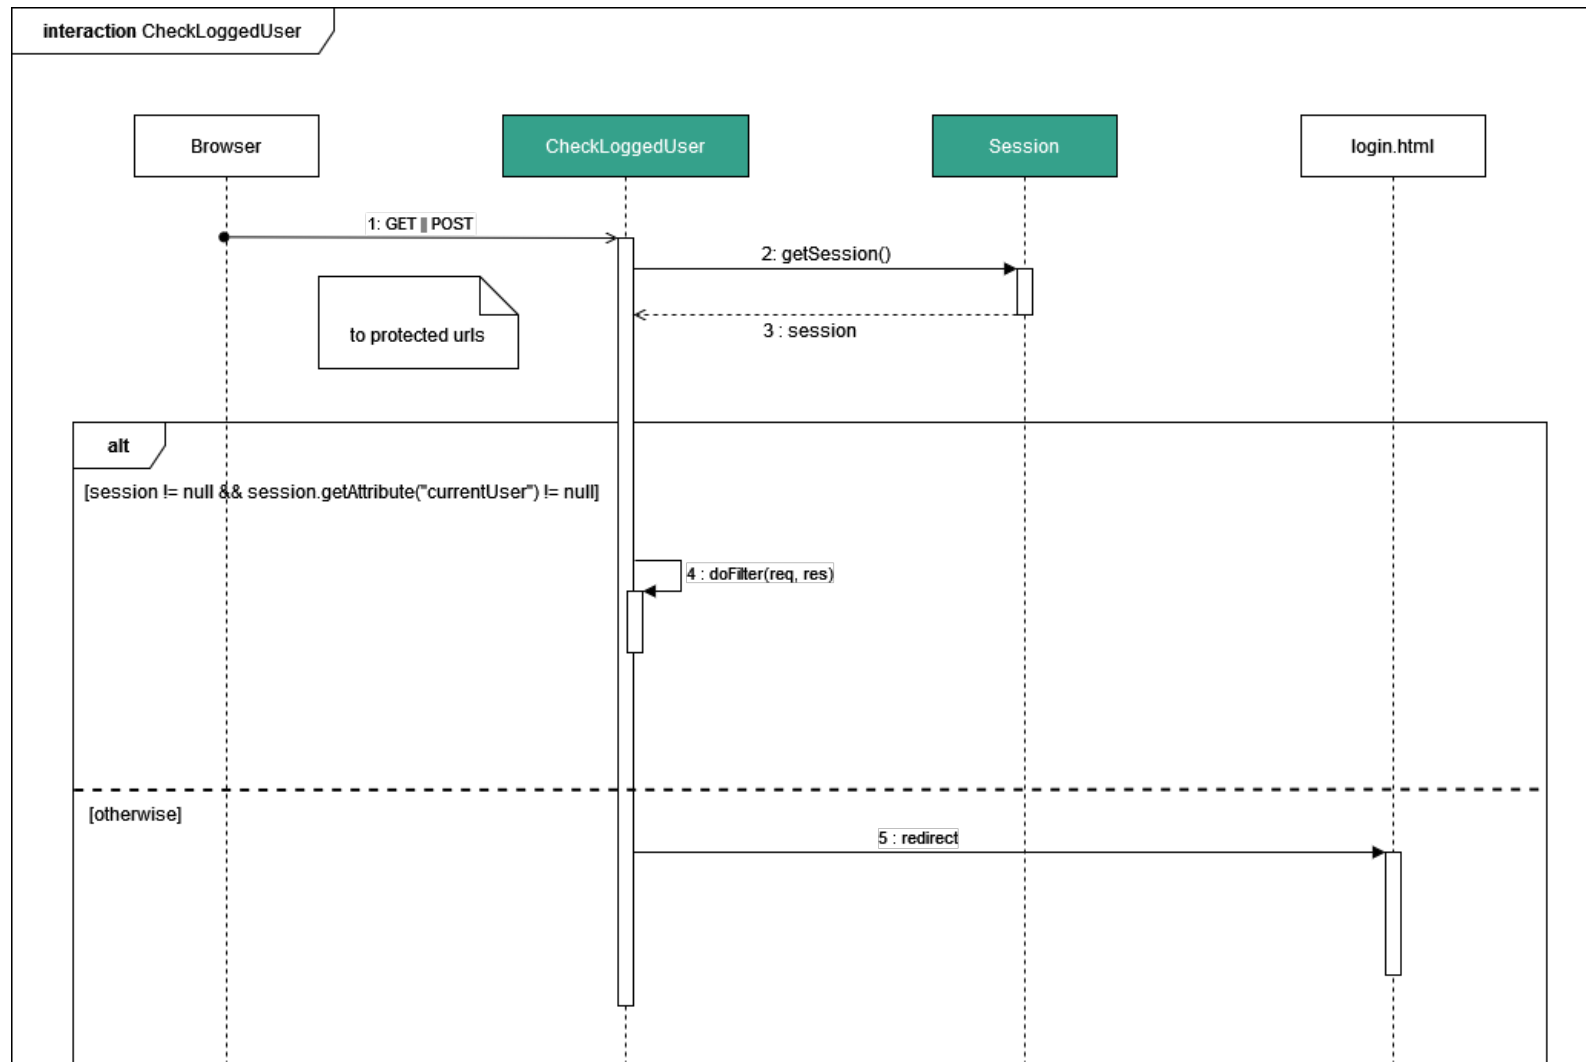 interaction CheckLoggedUser
Browser
CheckLoggedUser
Session
login.html
1: GET || POST
2: getSession()
to protected urls
3 : session
alt
[session != null && session.getAttribute("currentUser") != null]
4 : doFilter(req, res)
[otherwise]
5 : redirect